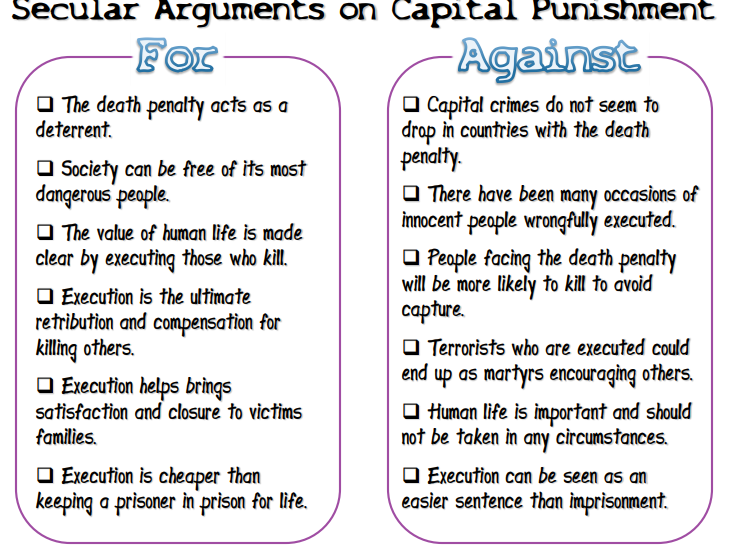 Secular Arguments on Capital Punishment
For
❑ The death penalty acts as a
deterrent.
❑ Society can be free of its most
dangerous people.
❑ The value of human life is made
clear by executing those who kill.
❑ Execution is the ultimate
retribution and compensation for
killing others.
❑ Execution helps brings
satisfaction and closure to victims
families.
❑ Execution is cheaper than
keeping a prisoner in prison for life.
Against
❑ Capital crimes do not seem to
drop in countries with the death
penalty.
❑ There have been many occasions of
innocent people wrongfully executed.
❑ People facing the death penalty
will be more likely to kill to avoid
capture.
❑ Terrorists who are executed could
end up as martyrs encouraging others.
❑ Human life is important and should
not be taken in any circumstances.
❑ Execution can be seen as an
easier sentence than imprisonment.